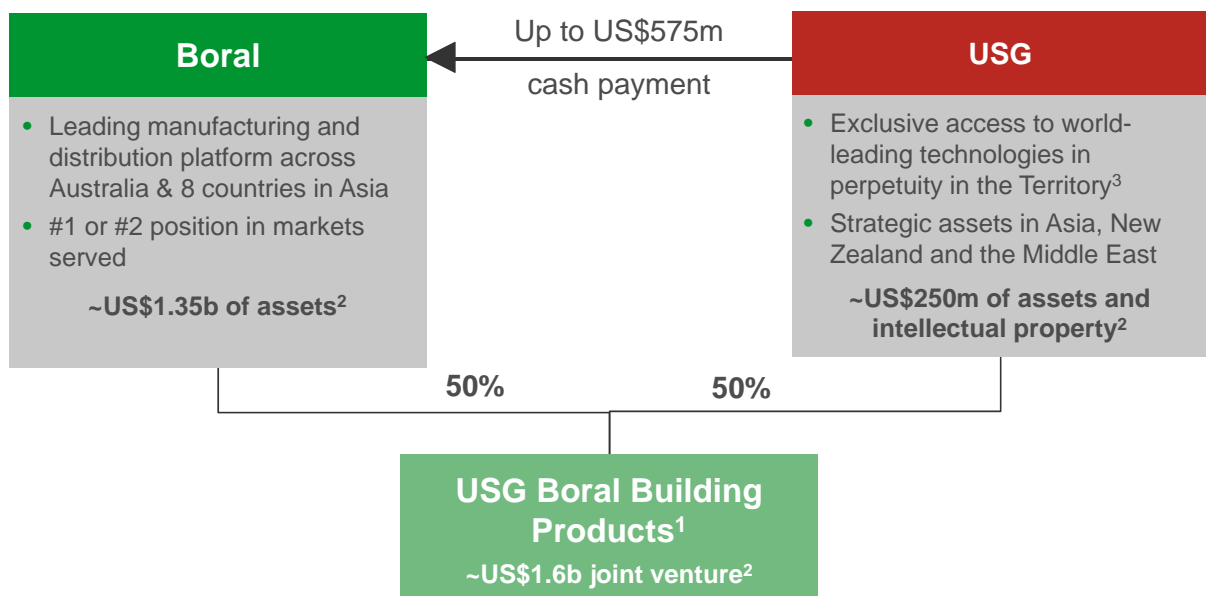 Up to US$575m
cash payment
Boral
• Leading manufacturing and
distribution platform across
Australia & 8 countries in Asia
• #1 or #2 position in markets
served
~US$1.35b of assets²
USG
• Exclusive access to world-
leading technologies in
perpetuity in the Territory³
• Strategic assets in Asia, New
Zealand and the Middle East
~US$250m of assets and
intellectual property²
50%
50%
USG Boral Building
Products¹
~US$1.6b joint venture²